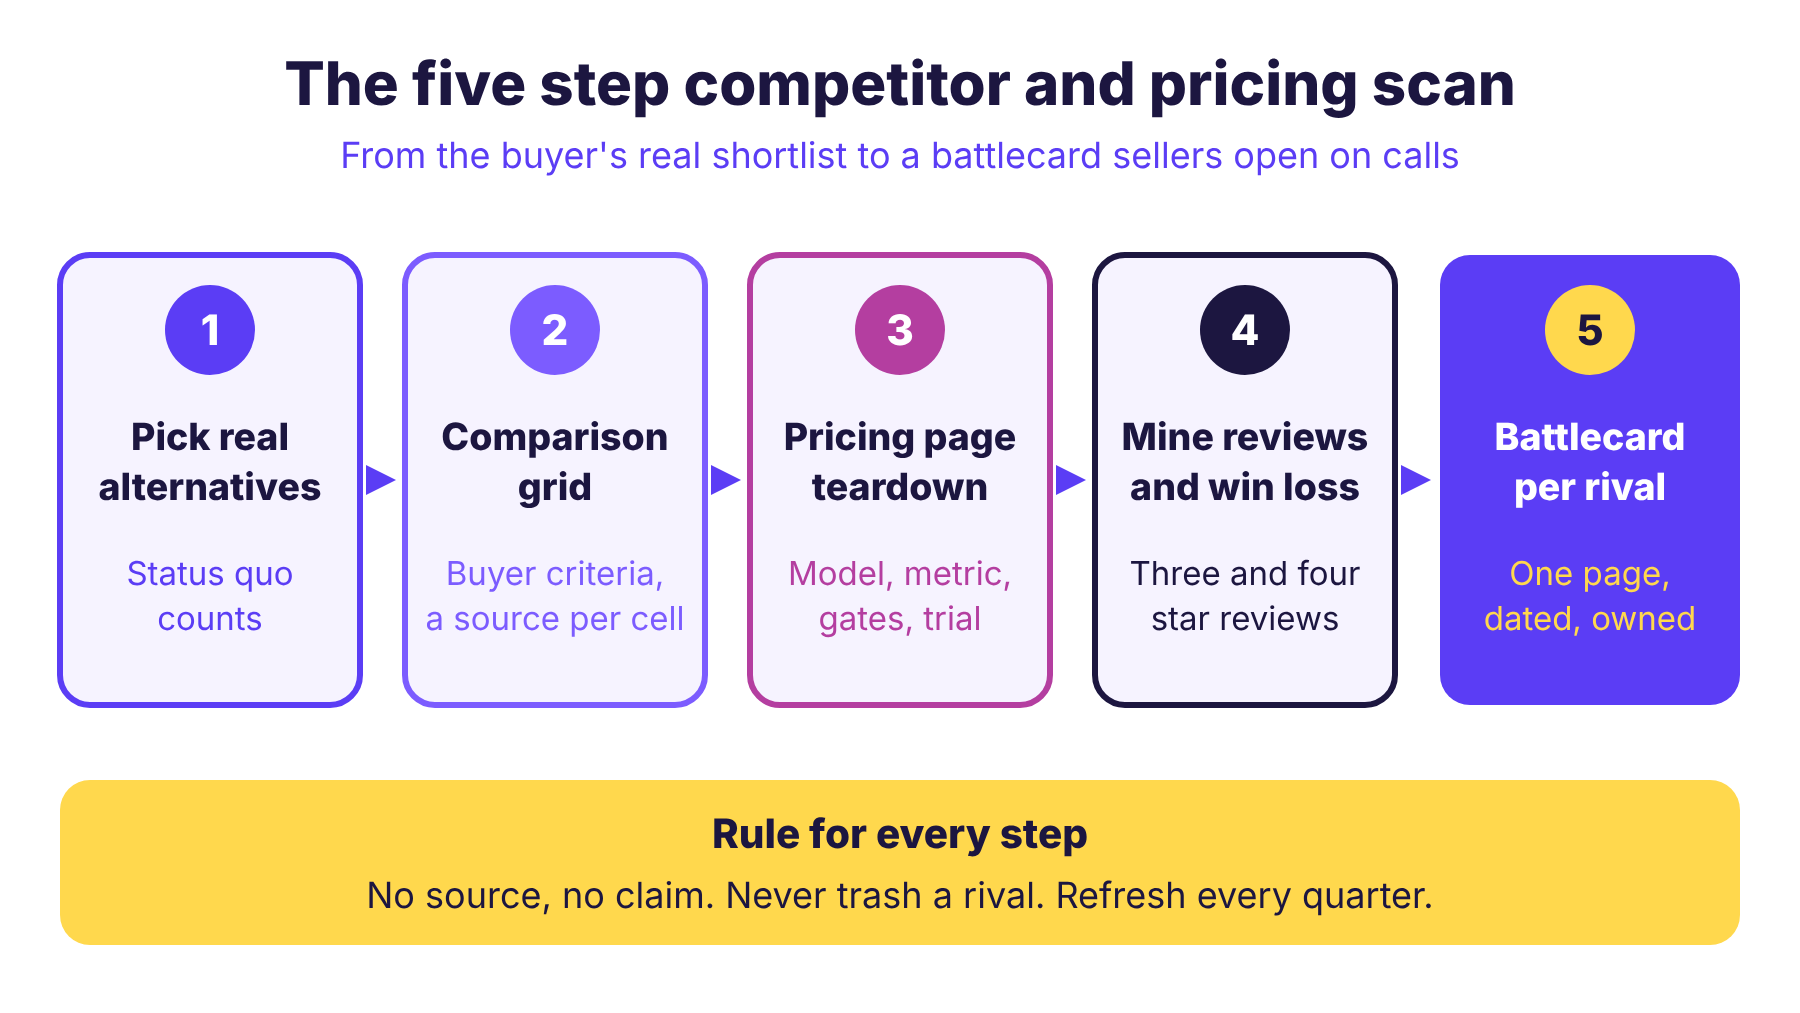 The five step competitor and pricing scan
From the buyer's real shortlist to a battlecard sellers open on calls
1
Pick real
alternatives
Status quo
counts
2
Comparison
grid
Buyer criteria,
a source per cell
3
Pricing page
teardown
Model, metric,
gates, trial
4
Mine reviews
and win loss
Three and four
star reviews
5
Battlecard
per rival
One page,
dated, owned
Rule for every step
No source, no claim. Never trash a rival. Refresh every quarter.